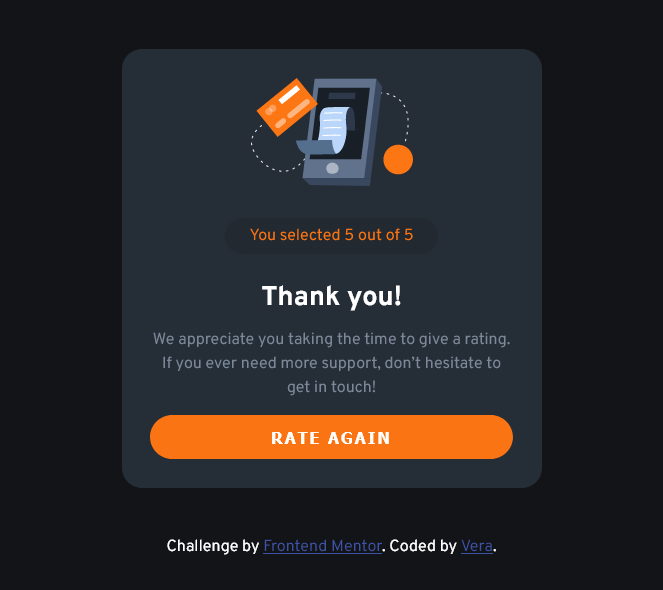 You selected 5 out of 5
Thank you!
We appreciate you taking the time to give a rating.
If you ever need more support, don’t hesitate to
get in touch!
RATE AGAIN
Challenge by Frontend Mentor. Coded by Vera.